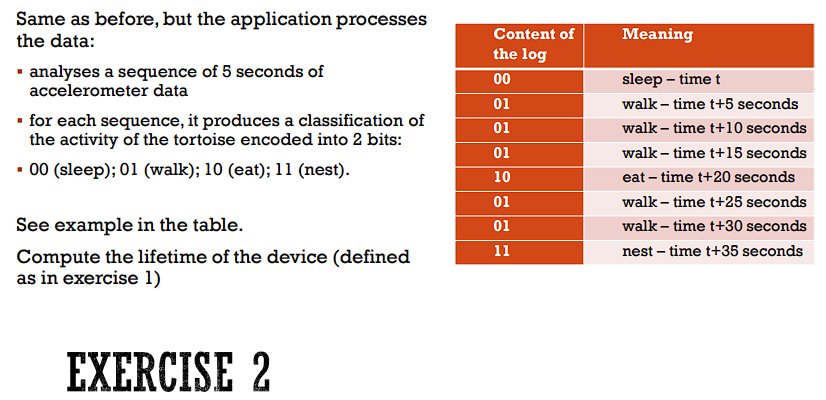 Same as before, but the application processes
the data:
▪ analyses a sequence of 5 seconds of
accelerometer data
▪ for each sequence, it produces a classification of
the activity of the tortoise encoded into 2 bits:
▪ 00 (sleep); 01 (walk); 10 (eat); 11 (nest).
See example in the table.
Compute the lifetime of the device (defined
as in exercise 1)
Content of the log Meaning
00 sleep – time t
01 walk – time t+5 seconds
01 walk – time t+10 seconds
01 walk – time t+15 seconds
10 eat – time t+20 seconds
01 walk – time t+25 seconds
01 walk – time t+30 seconds
11 nest – time t+35 seconds
EXERCISE 2